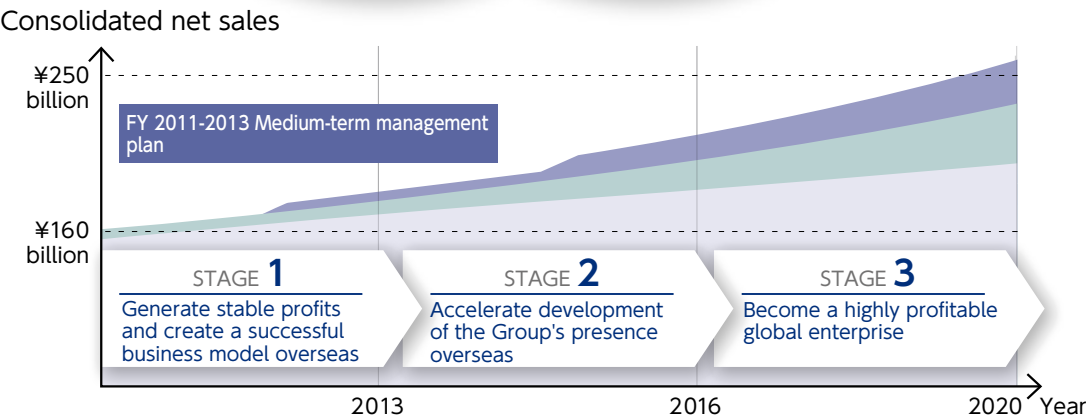 Consolidated net sales
¥250
billion
FY 2011-2013 Medium-term management
plan
¥160
billion
STAGE 1
Generate stable profits
and create a successful
business model overseas
STAGE 2
Accelerate development
of the Group's presence
overseas
STAGE 3
Become a highly profitable
global enterprise
2013
2016
2020
Year